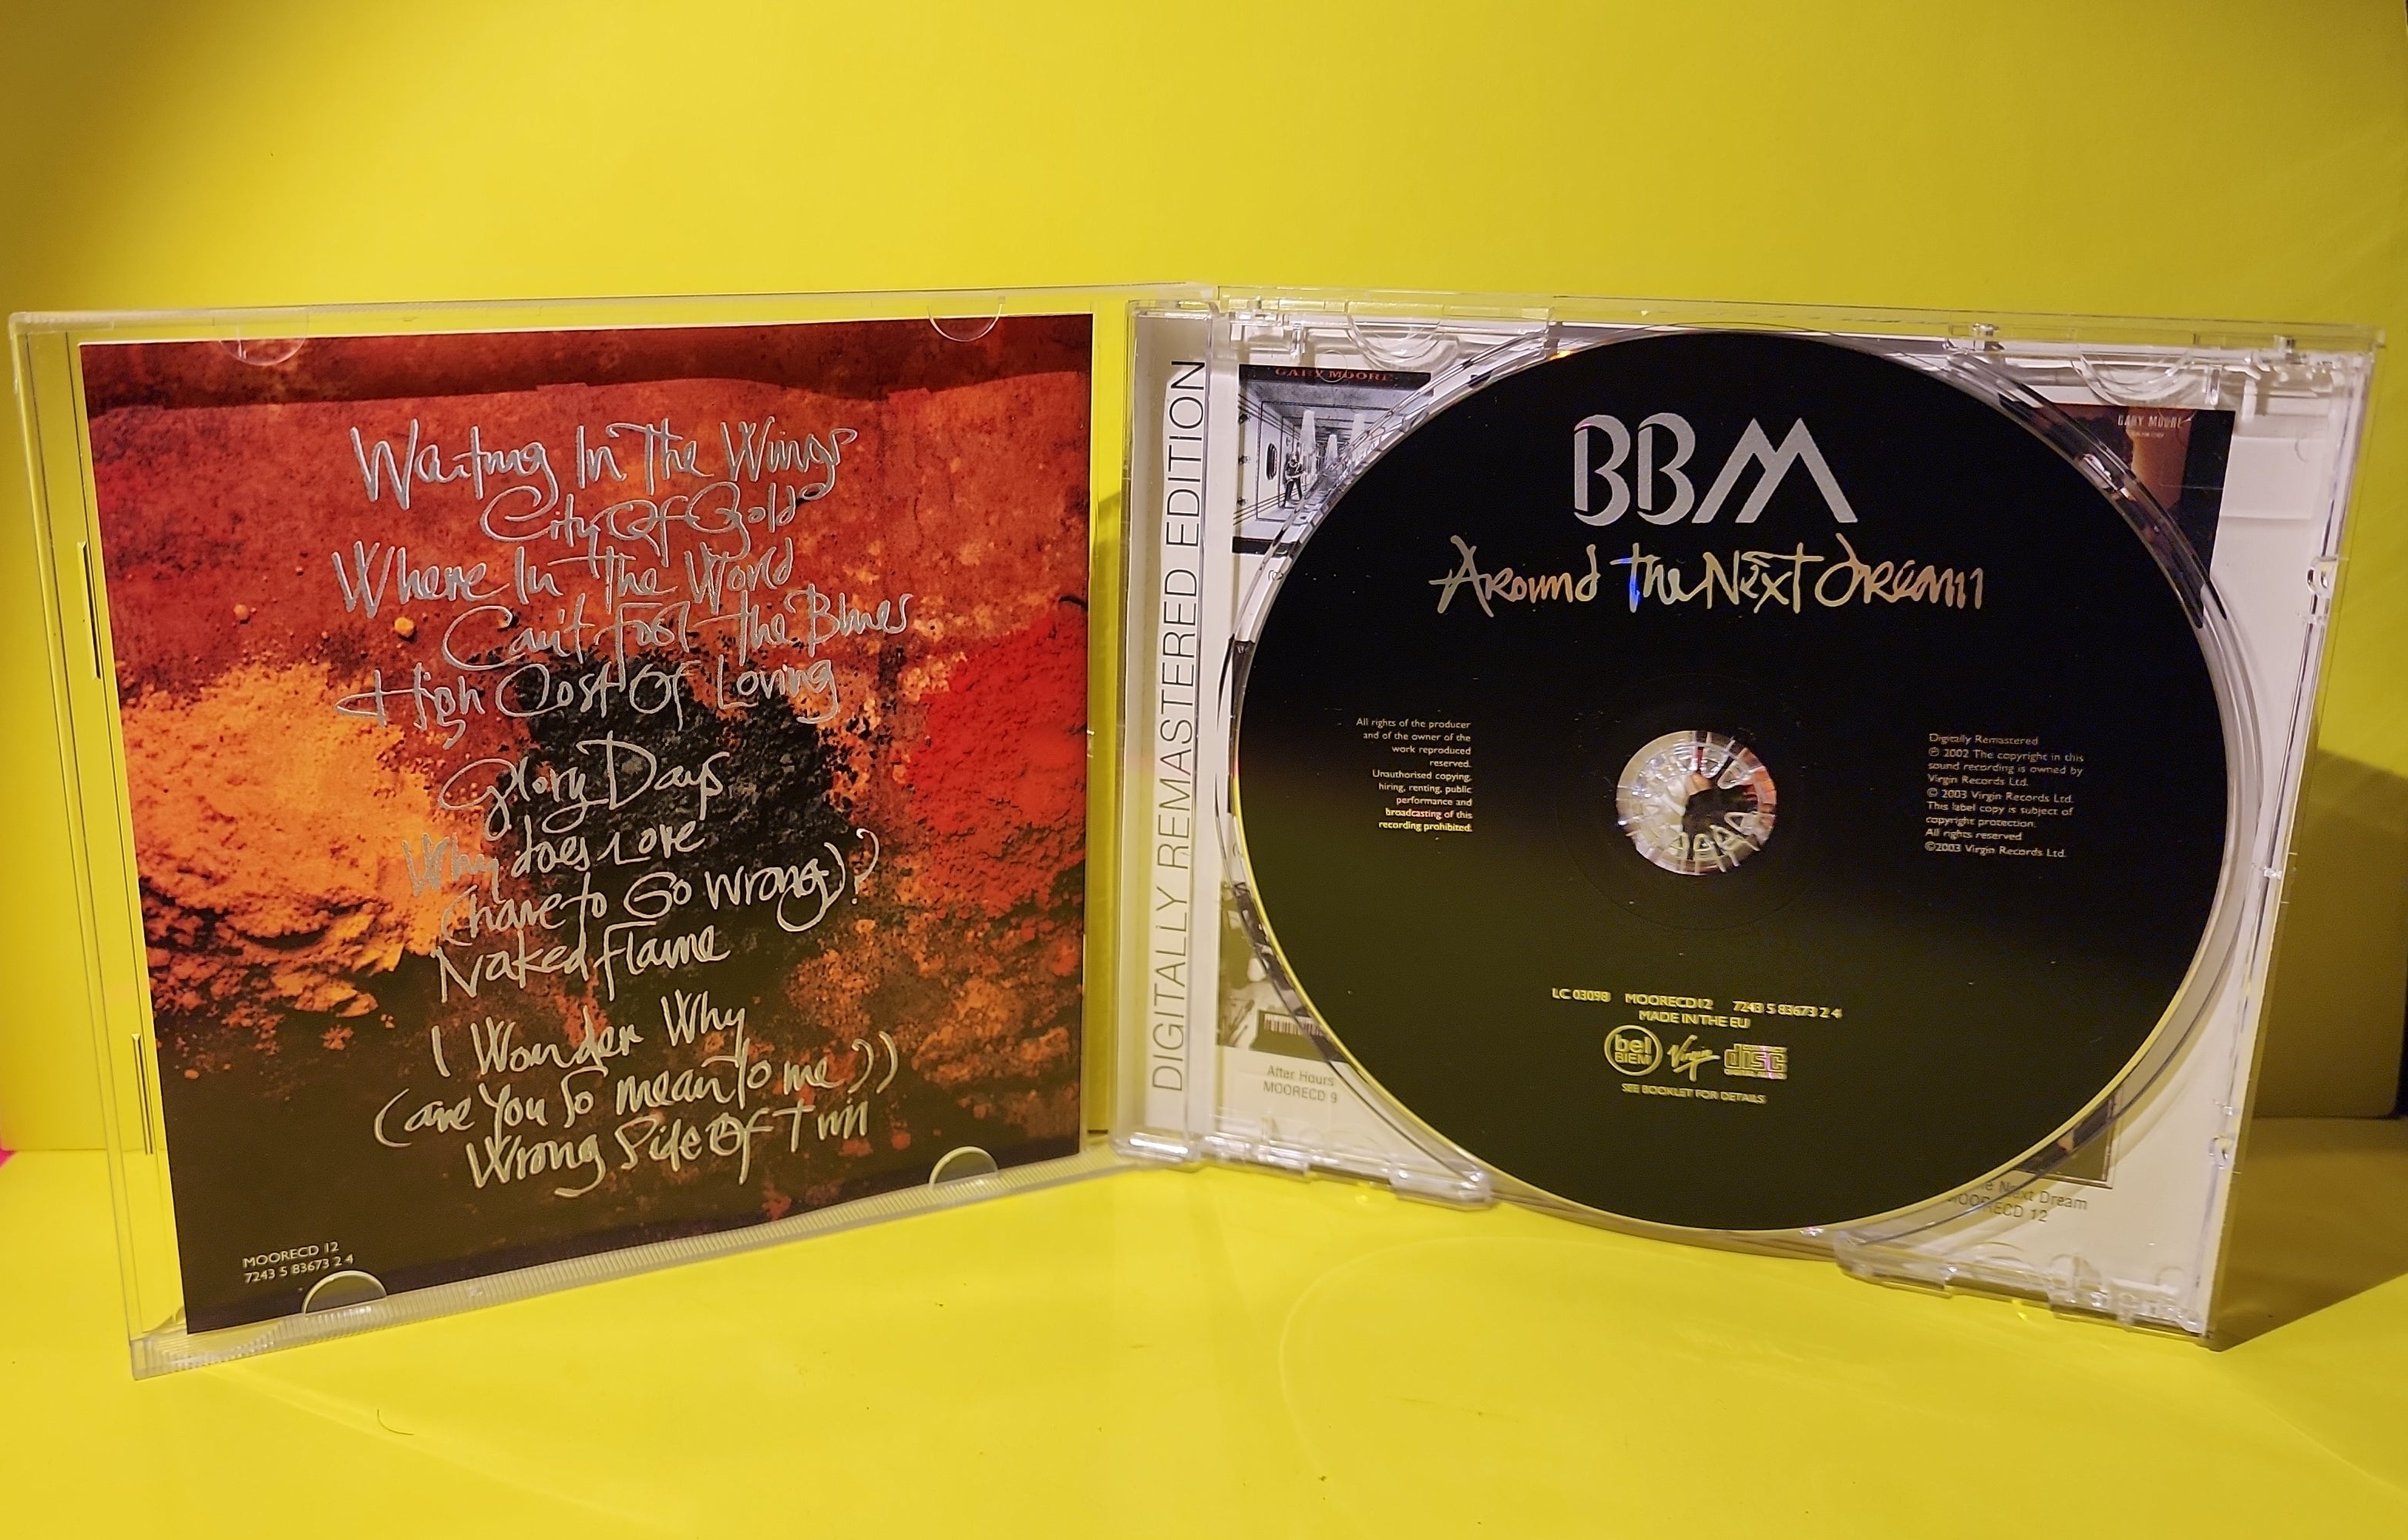 Waiting In The Wings
City Of Gold
Where In The World
Can't Fool the Blues
High Cost Of Loving
Glory Days
Why does Love
(have to Go Wrong)?
Naked Flame
I Wonder Why
(are You So mean To me?)
Wrong Side Of Town
MOORECD 12
7243 5 83673 2 4
DIGITALLY REMASTERED EDITION
GARY MOORE
After Hours
MOORECD 9
BBM
Around The Next Dream
All rights of the producer
and of the owner of the
work reproduced
reserved.
Unauthorised copying,
hiring, renting, public
performance and
broadcasting of this
recording prohibited.
Digitally Remastered
℗ 2002 The copyright in this
sound recording is owned by
Virgin Records Ltd.
© 2003 Virgin Records Ltd.
This label copy is subject of
copyright protection.
All rights reserved
©2003 Virgin Records Ltd.
LC 03098 MOORECD12 7243 5 83673 2 4
MADE IN THE EU
bel
BIEM
Virgin
disc
SEE BOOKLET FOR DETAILS
GARY MOORE
Next Dream
MOORECD 12